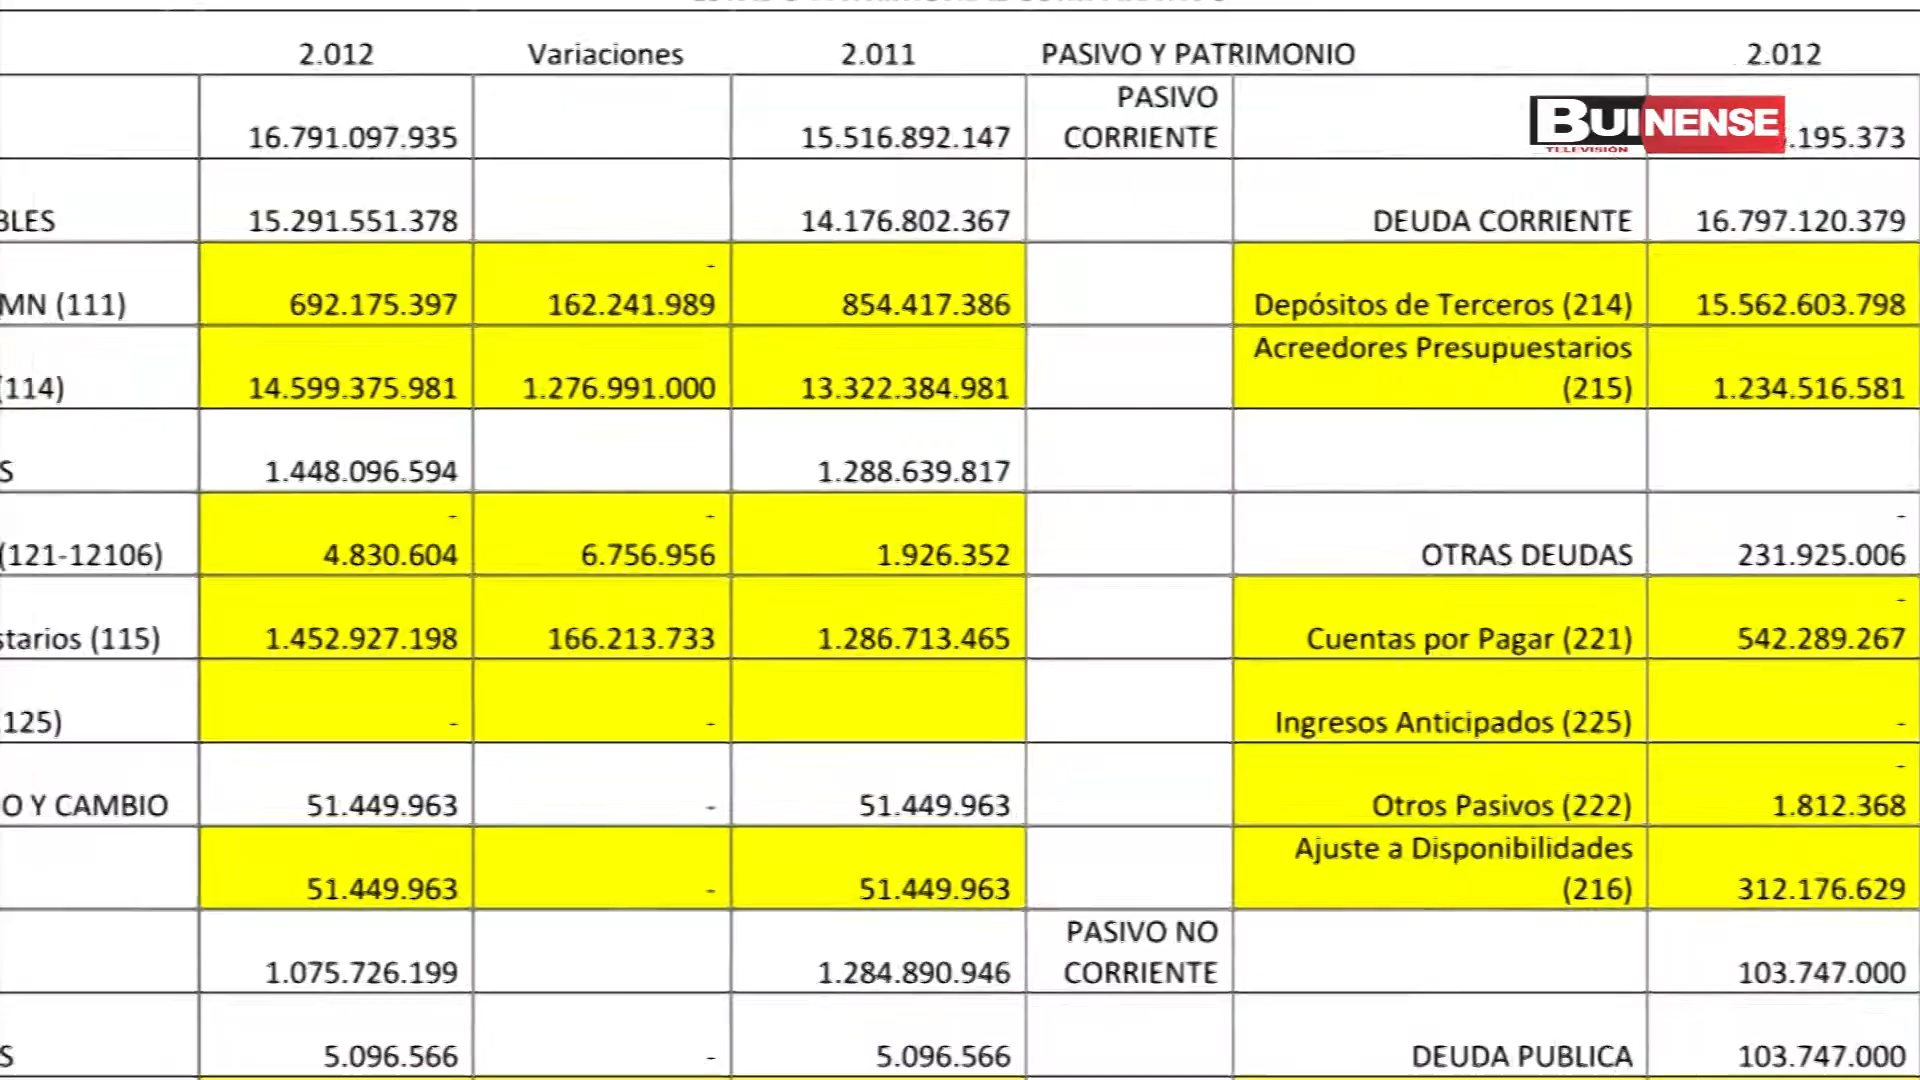 2.012 Variaciones 2.011 PASIVO Y PATRIMONIO 2.012
PASIVO
16.791.097.935 15.516.892.147 CORRIENTE .195.373
BUINENSE
TELEVISIÓN
BLES 15.291.551.378 14.176.802.367 DEUDA CORRIENTE 16.797.120.379
-
MN (111) 692.175.397 162.241.989 854.417.386 Depósitos de Terceros (214) 15.562.603.798
Acreedores Presupuestarios
(114) 14.599.375.981 1.276.991.000 13.322.384.981 (215) 1.234.516.581
S 1.448.096.594 1.288.639.817
- - -
(121-12106) 4.830.604 6.756.956 1.926.352 OTRAS DEUDAS 231.925.006
-
starios (115) 1.452.927.198 166.213.733 1.286.713.465 Cuentas por Pagar (221) 542.289.267
125) - - Ingresos Anticipados (225) -
-
O Y CAMBIO 51.449.963 - 51.449.963 Otros Pasivos (222) 1.812.368
Ajuste a Disponibilidades
51.449.963 - 51.449.963 (216) 312.176.629
PASIVO NO
1.075.726.199 1.284.890.946 CORRIENTE 103.747.000
S 5.096.566 - 5.096.566 DEUDA PUBLICA 103.747.000